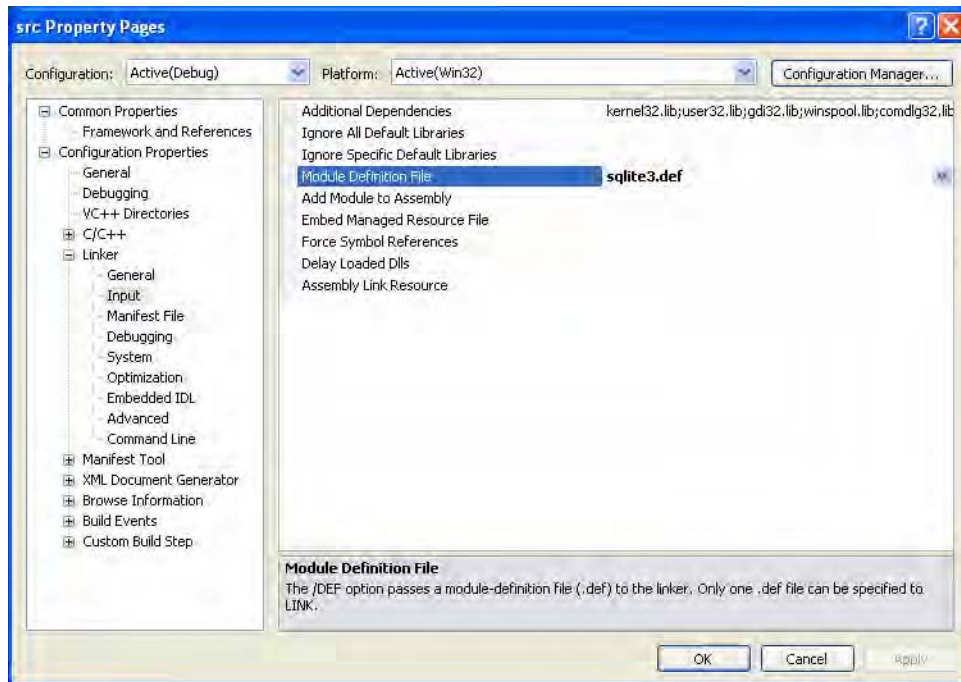 src Property Pages
Configuration: Active(Debug) Platform: Active(Win32) Configuration Manager...
Common Properties
Framework and References
Configuration Properties
General
Debugging
VC++ Directories
C/C++
Linker
General
Input
Manifest File
Debugging
System
Optimization
Embedded IDL
Advanced
Command Line
Manifest Tool
XML Document Generator
Browse Information
Build Events
Custom Build Step
Additional Dependencies kernel32.lib;user32.lib;gdi32.lib;winspool.lib;comdlg32.lib
Ignore All Default Libraries
Ignore Specific Default Libraries
Module Definition File sqlite3.def
Add Module to Assembly
Embed Managed Resource File
Force Symbol References
Delay Loaded Dlls
Assembly Link Resource
Module Definition File
The /DEF option passes a module-definition file (.def) to the linker. Only one .def file can be specified to
LINK.
OK Cancel Apply